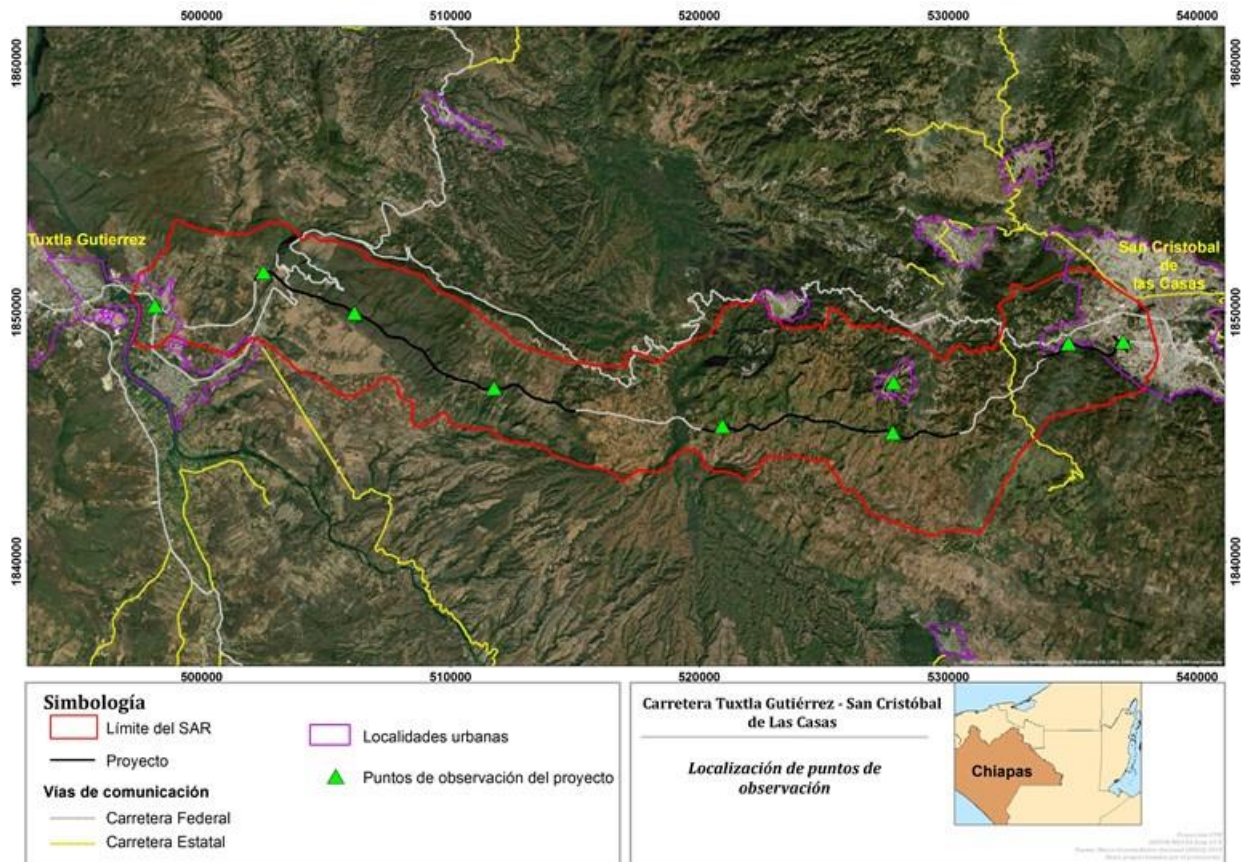 500000 510000 520000 530000 540000
1860000 1860000
Tuxtla Gutierrez
San Cristobal
de
las Casas
1850000 1850000
1840000 1840000
500000 510000 520000 530000 540000
Simbología
Límite del SAR
Proyecto
Vias de comunicación
Carretera Federal
Carretera Estatal
Localidades urbanas
Puntos de observación del proyecto
Carretera Tuxtla Gutiérrez - San Cristóbal
de Las Casas
Localización de puntos de
observación
Chiapas